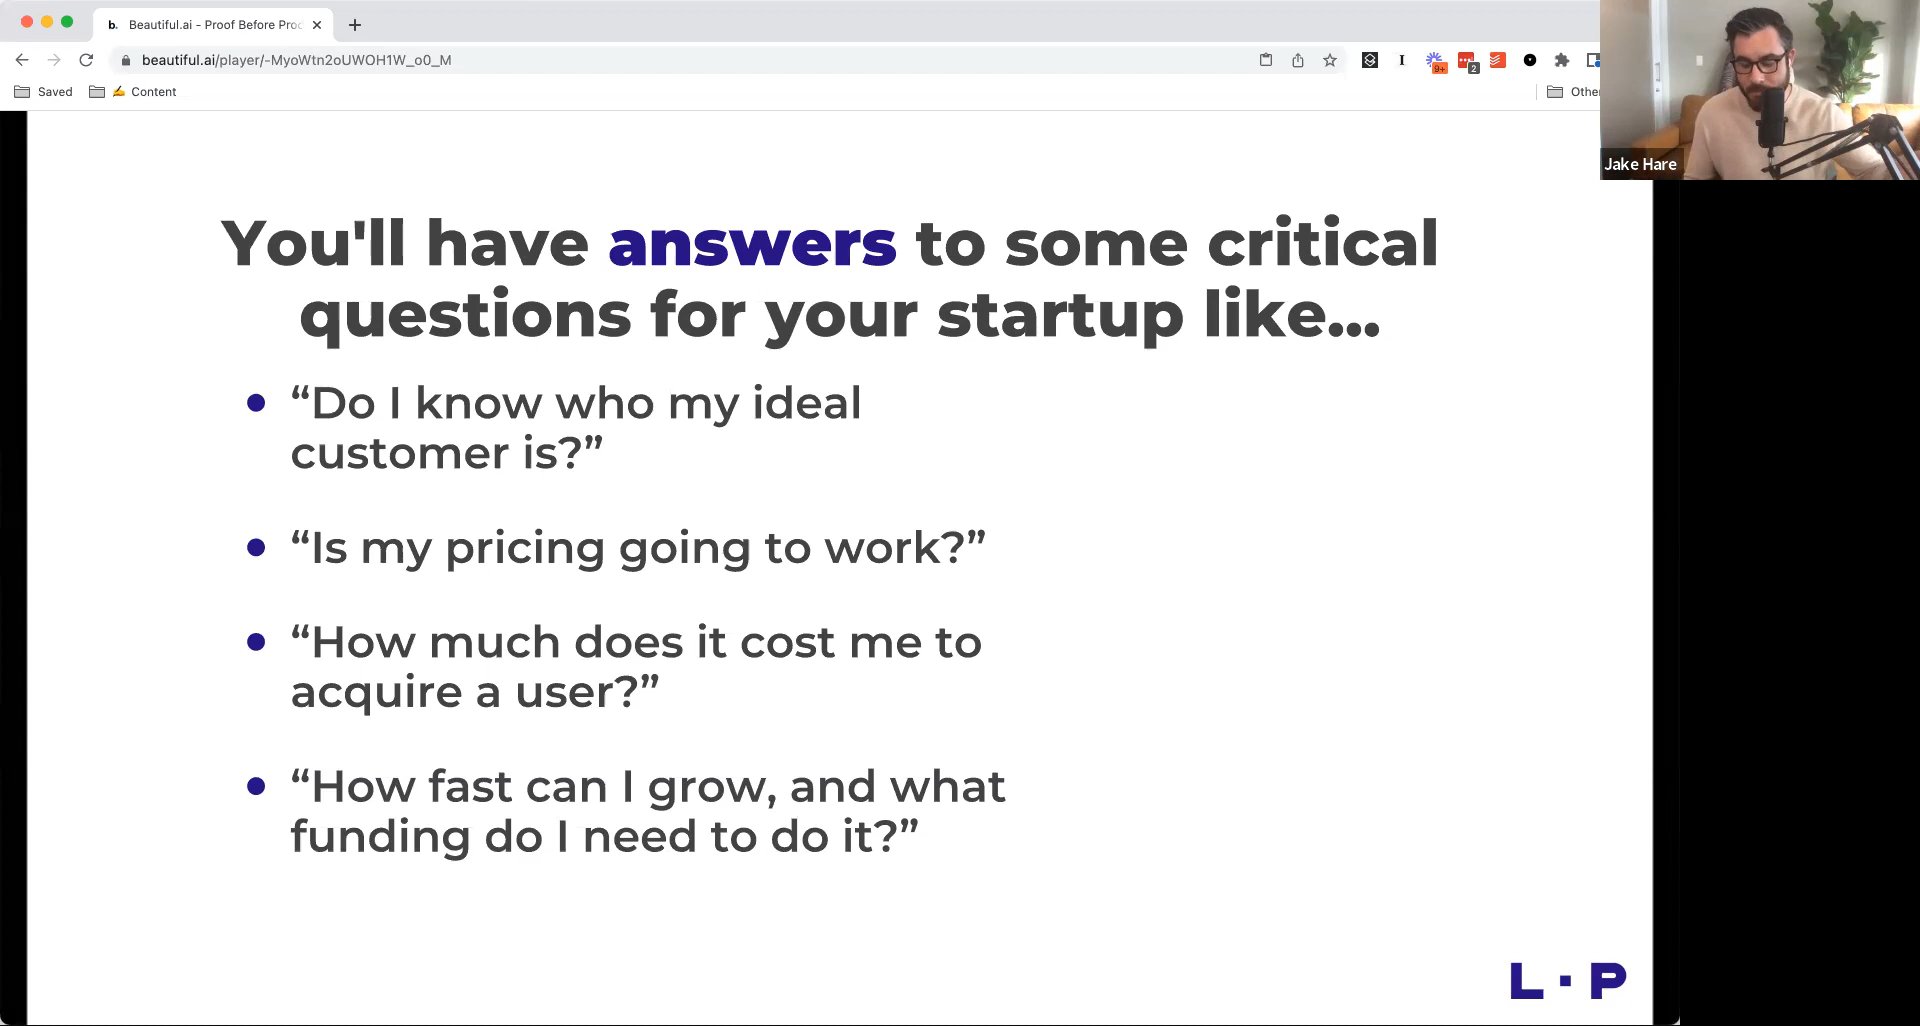 b. Beautiful.ai - Proof Before Proc
beautiful.ai/player/-MyoWtn2oUWOH1W_o0_M
9+
2
Saved
✍ Content
Other
Jake Hare
You'll have answers to some critical
questions for your startup like...
• “Do I know who my ideal
customer is?”
• “Is my pricing going to work?”
• “How much does it cost me to
acquire a user?”
• “How fast can I grow, and what
funding do I need to do it?”
L·P